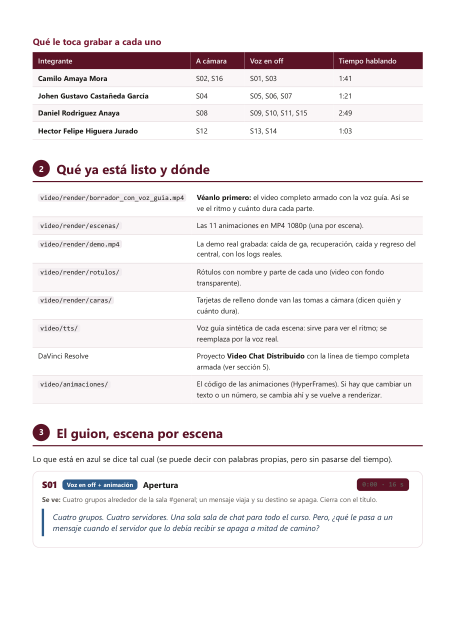 Qué le toca grabar a cada uno
Integrante A cámara Voz en off Tiempo hablando
Camilo Amaya Mora S02, S16 S01, S03 1:41
Johen Gustavo Castañeda García S04 S05, S06, S07 1:21
Daniel Rodriguez Anaya S08 S09, S10, S11, S15 2:49
Hector Felipe Higuera Jurado S12 S13, S14 1:03
2 Qué ya está listo y dónde
video/render/borrador_con_voz_guia.mp4 Véanlo primero: el video completo armado con la voz guía. Así se
ve el ritmo y cuánto dura cada parte.
video/render/escenas/ Las 11 animaciones en MP4 1080p (una por escena).
video/render/demo.mp4 La demo real grabada: caída de ga, recuperación, caída y regreso del
central, con los logs reales.
video/render/rotulos/ Rótulos con nombre y parte de cada uno (video con fondo
transparente).
video/render/caras/ Tarjetas de relleno donde van las tomas a cámara (dicen quién y
cuánto dura).
video/tts/ Voz guía sintética de cada escena: sirve para ver el ritmo; se
reemplaza por la voz real.
DaVinci Resolve Proyecto Video Chat Distribuido con la línea de tiempo completa
armada (ver sección 5).
video/animaciones/ El código de las animaciones (HyperFrames). Si hay que cambiar un
texto o un número, se cambia ahí y se vuelve a renderizar.
3 El guion, escena por escena
Lo que está en azul se dice tal cual (se puede decir con palabras propias, pero sin pasarse del tiempo).
S01 Voz en off + animación Apertura 0:00 · 16 s
Se ve: Cuatro grupos alrededor de la sala #general; un mensaje viaja y su destino se apaga. Cierra con el título.
Cuatro grupos. Cuatro servidores. Una sola sala de chat para todo el curso. Pero, ¿qué le pasa a un
mensaje cuando el servidor que lo debía recibir se apaga a mitad de camino?